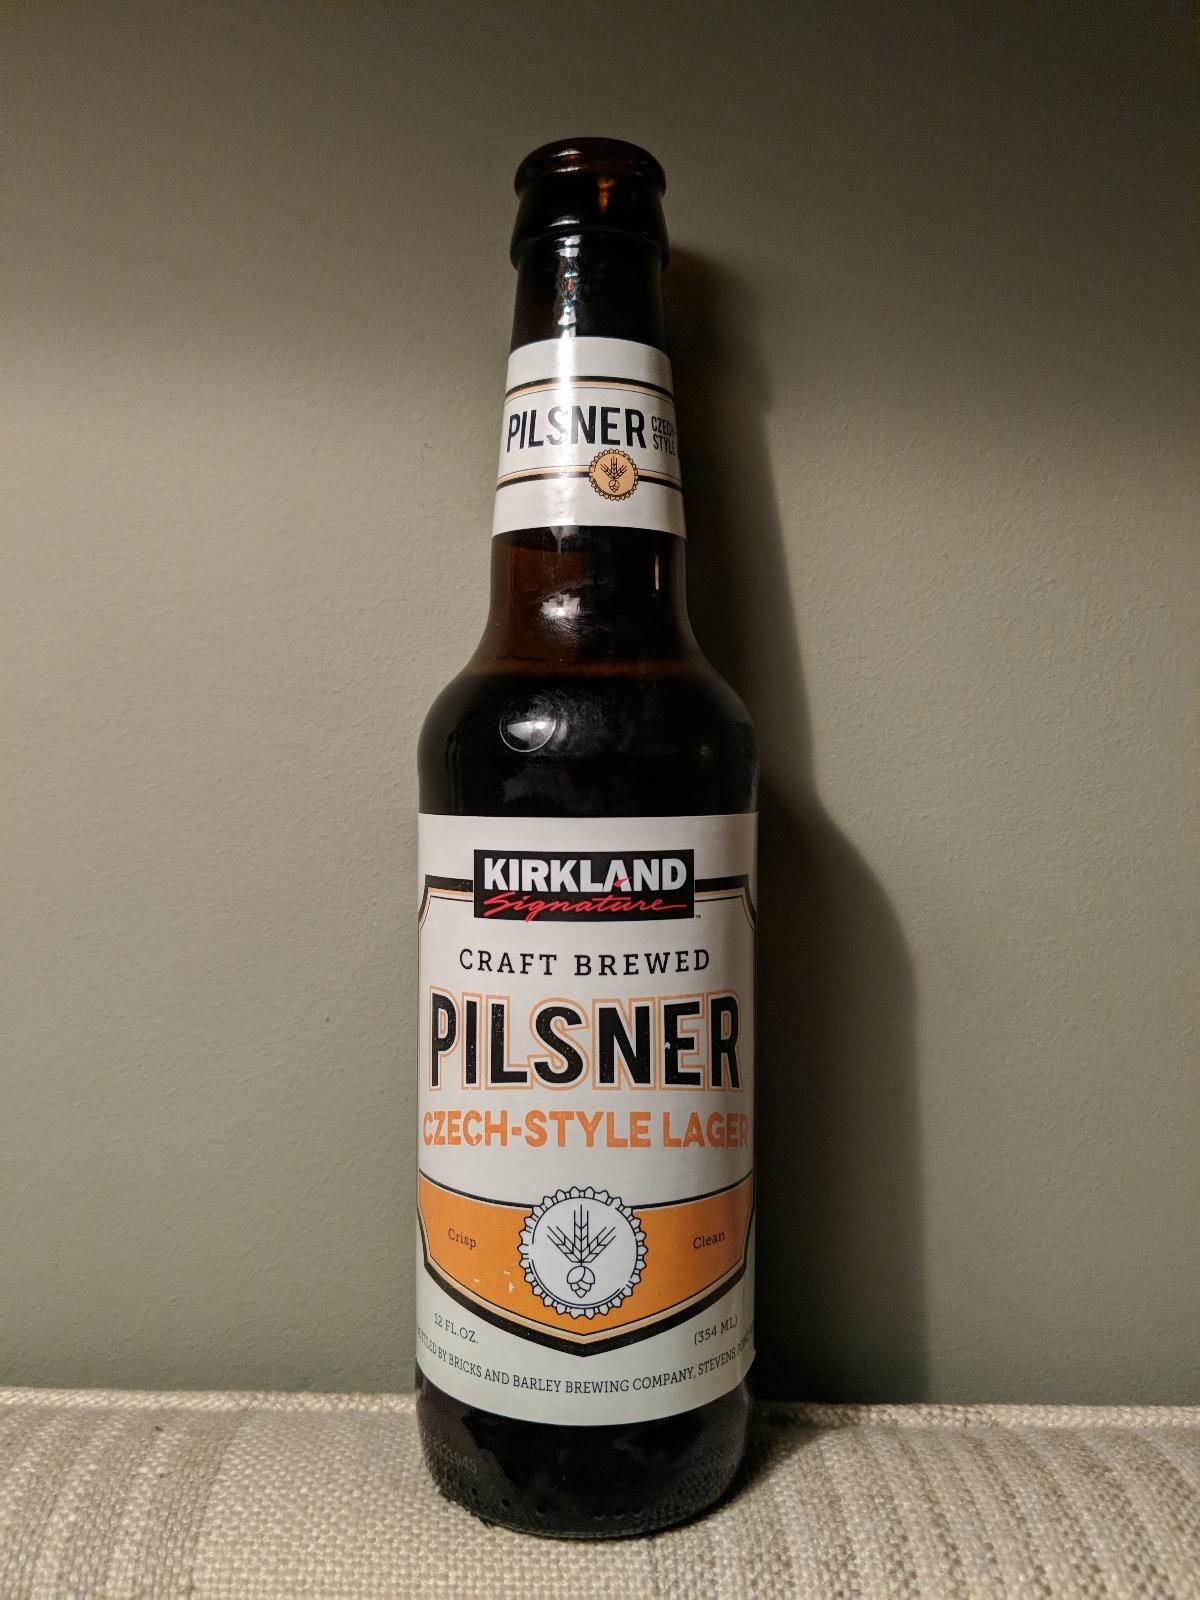 PILSNER CZECH-
STYLE
KIRKLAND
Signature™
CRAFT BREWED
PILSNER
CZECH-STYLE LAGER
Crisp
Clean
12 FL.OZ.
(354 ML)
BY BRICKS AND BARLEY BREWING COMPANY, STEVENS